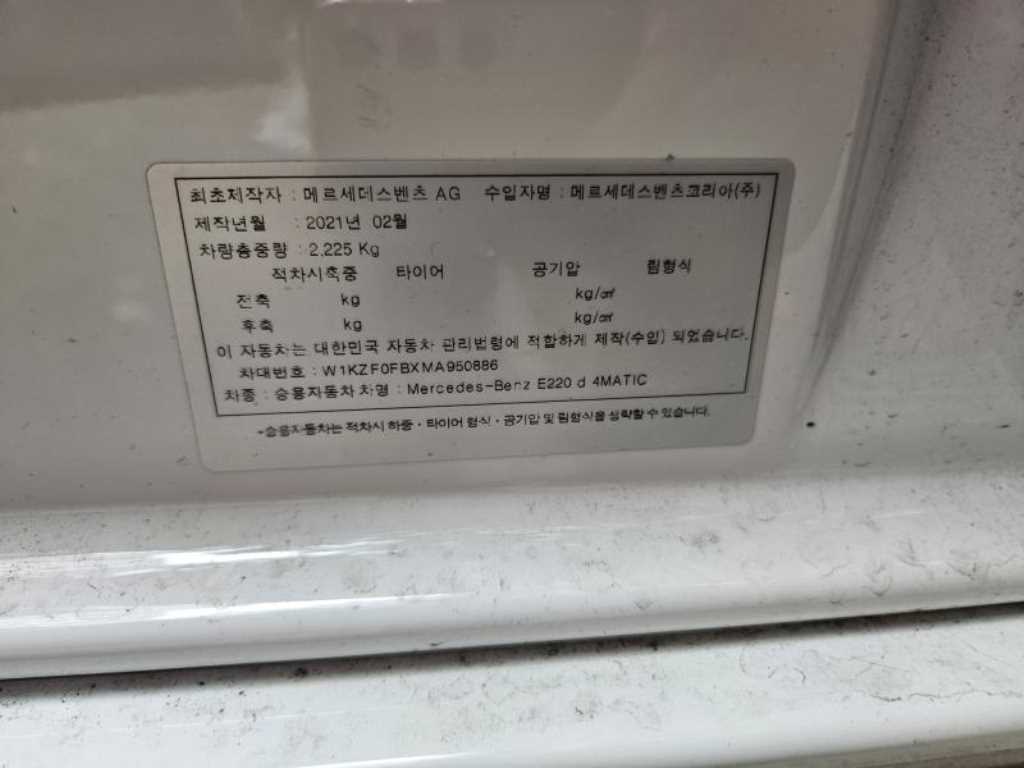 최초제작자 : 메르세데스벤츠 AG 수입자명 : 메르세데스벤츠코리아(주)
제작년월 : 2021년 02월
차량총중량 : 2,225 Kg
적차시축중 타이어 공기압 림형식
전축 kg kg/㎠
후축 kg kg/㎠
이 자동차는 대한민국 자동차 관리법령에 적합하게 제작(수입) 되었습니다.
차대번호 : W1KZF0FBXMA950886
차종 : 승용자동차 차명 : Mercedes-Benz E220 d 4MATIC
*승용자동차는 적차시 하중·타이어 형식·공기압 및 림형식을 생략할 수 있습니다.